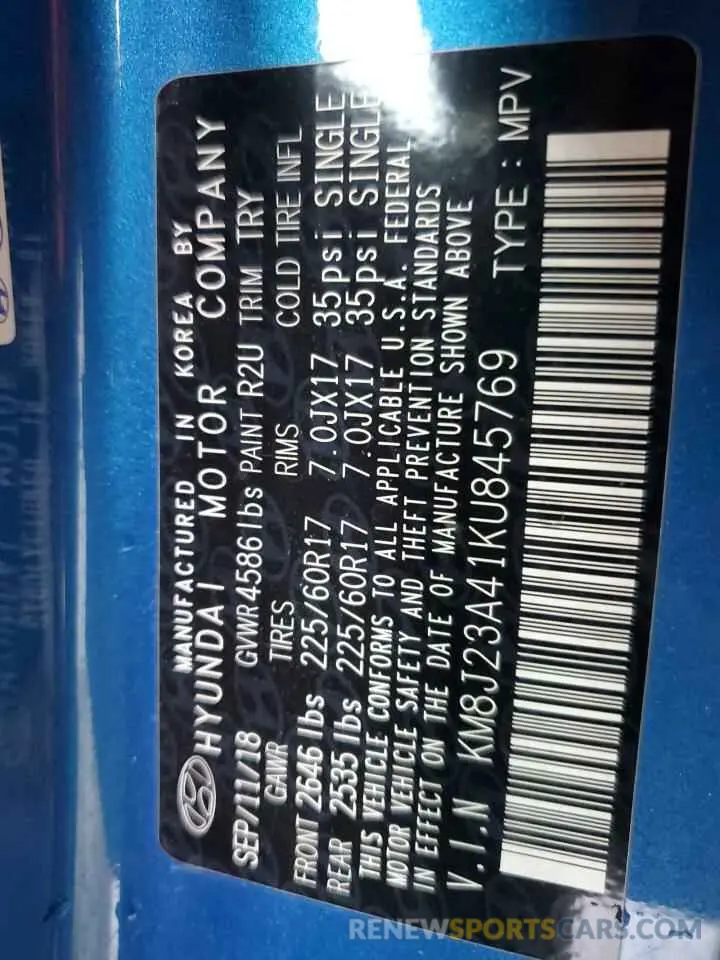 MANUFACTURED IN KOREA BY
HYUNDAI MOTOR COMPANY
SEP/11/18 GVWR 4586 lbs PAINT R2U TRIM TRY
GAWR TIRES RIMS COLD TIRE INFL
FRONT 2646 lbs 225/60R17 7.0JX17 35psi SINGLE
REAR 2535 lbs 225/60R17 7.0JX17 35psi SINGLE
THIS VEHICLE CONFORMS TO ALL APPLICABLE U.S.A. FEDERAL
MOTOR VEHICLE SAFETY AND THEFT PREVENTION STANDARDS
IN EFFECT ON THE DATE OF MANUFACTURE SHOWN ABOVE
V.I.N KM8J23A41KU845769 TYPE : MPV
RENEWSPORTSCARS.COM